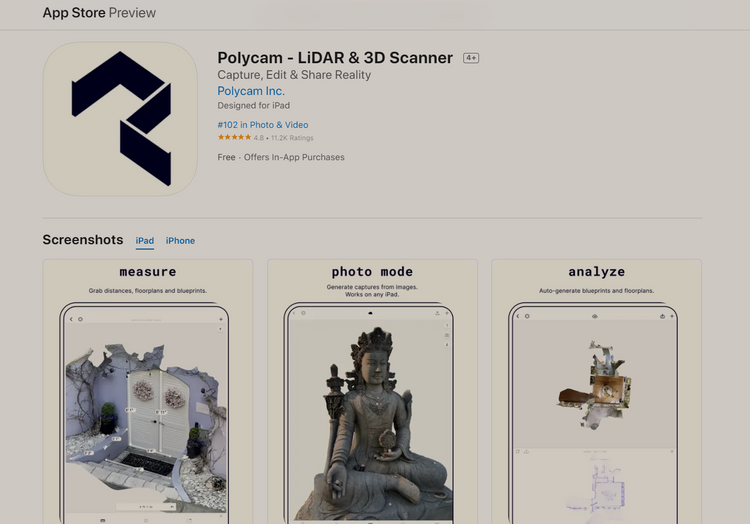 App Store Preview
Polycam - LiDAR & 3D Scanner 4+
Capture, Edit & Share Reality
Polycam Inc.
Designed for iPad
#102 in Photo & Video
★★★★★ 4.8 • 11.2K Ratings
Free · Offers In-App Purchases
Screenshots iPad iPhone
measure
Grab distances, floorplans and blueprints.
photo mode
Generate captures from images.
Works on any iPad.
analyze
Auto-generate blueprints and floorplans.